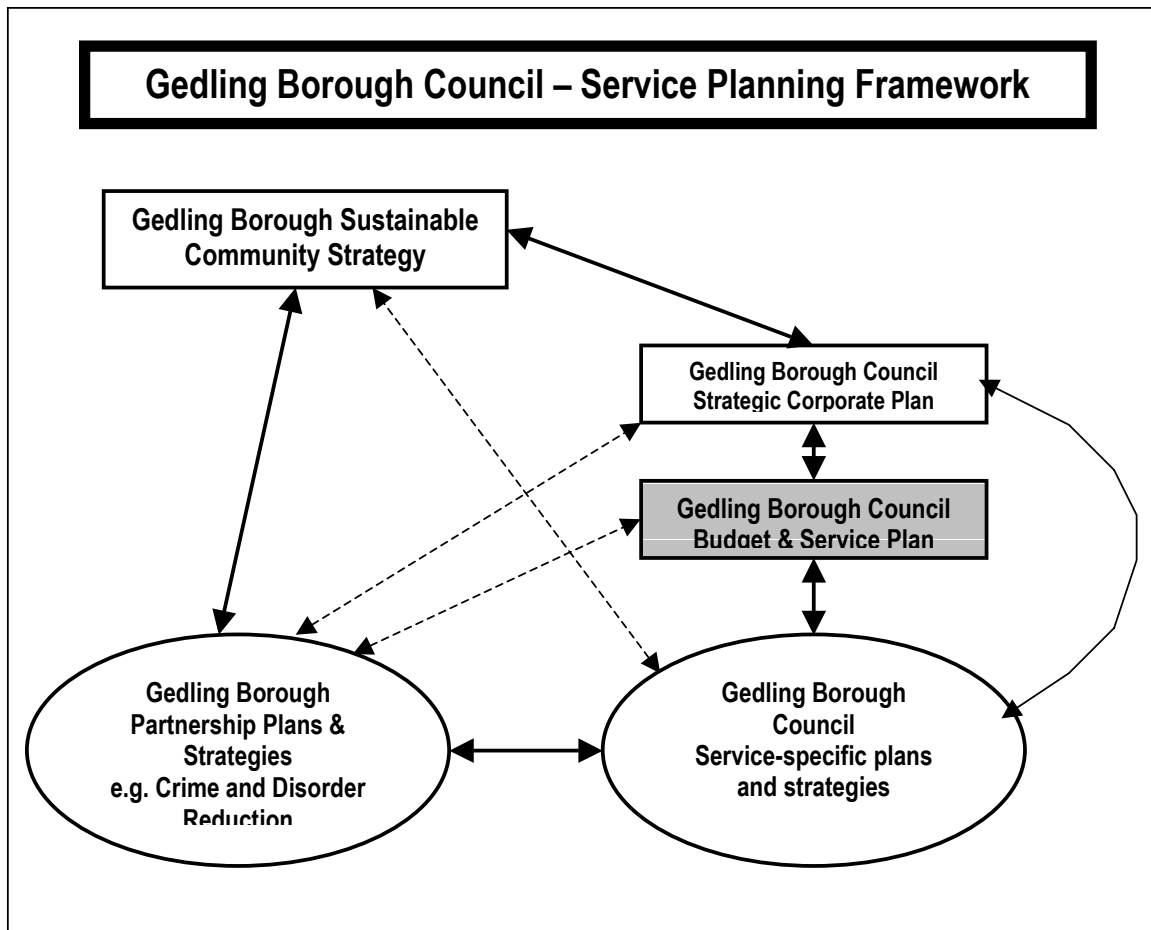 Gedling Borough Council – Service Planning Framework
Gedling Borough Sustainable
Community Strategy
Gedling Borough Council
Strategic Corporate Plan
Gedling Borough Council
Budget & Service Plan
Gedling Borough
Partnership Plans &
Strategies
e.g. Crime and Disorder
Reduction
Gedling Borough
Council
Service-specific plans
and strategies